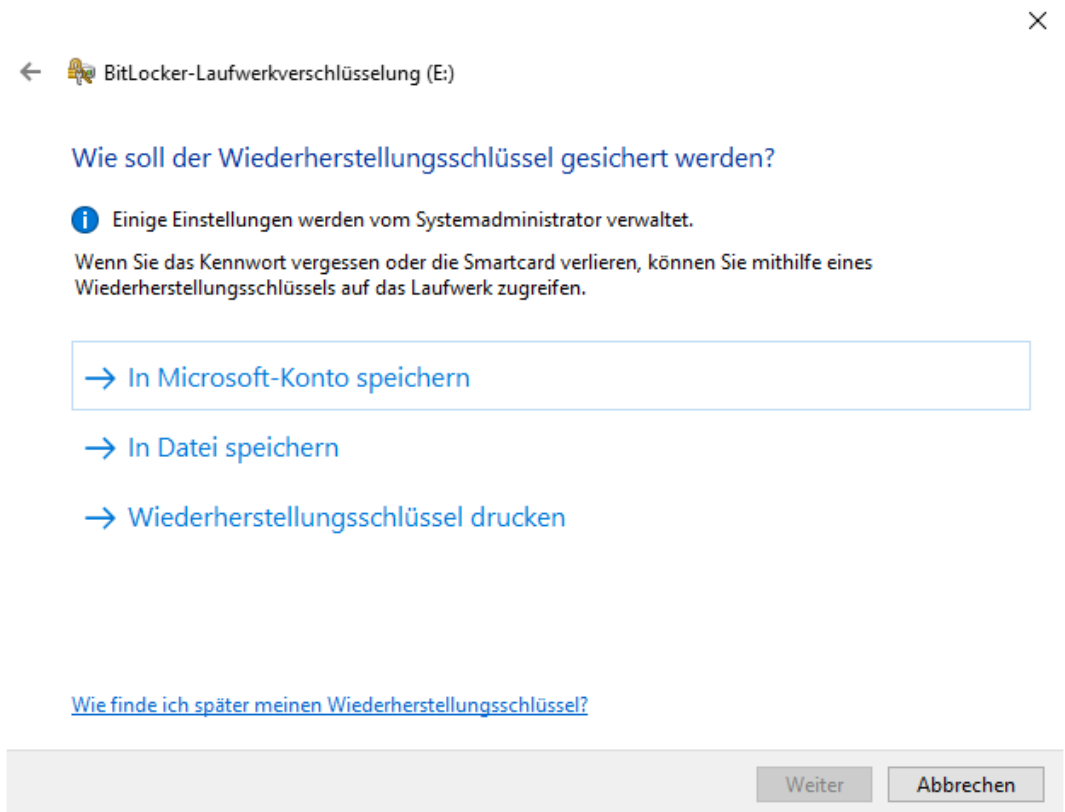 BitLocker-Laufwerkverschlüsselung (E:)
Wie soll der Wiederherstellungsschlüssel gesichert werden?
Einige Einstellungen werden vom Systemadministrator verwaltet.
Wenn Sie das Kennwort vergessen oder die Smartcard verlieren, können Sie mithilfe eines
Wiederherstellungsschlüssels auf das Laufwerk zugreifen.
In Microsoft-Konto speichern
In Datei speichern
Wiederherstellungsschlüssel drucken
Wie finde ich später meinen Wiederherstellungsschlüssel?
Weiter
Abbrechen